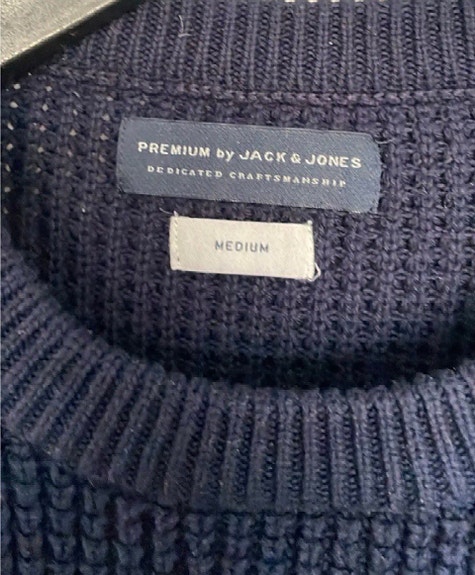 PREMIUM by JACK & JONES
DEDICATED CRAFTSMANSHIP
MEDIUM